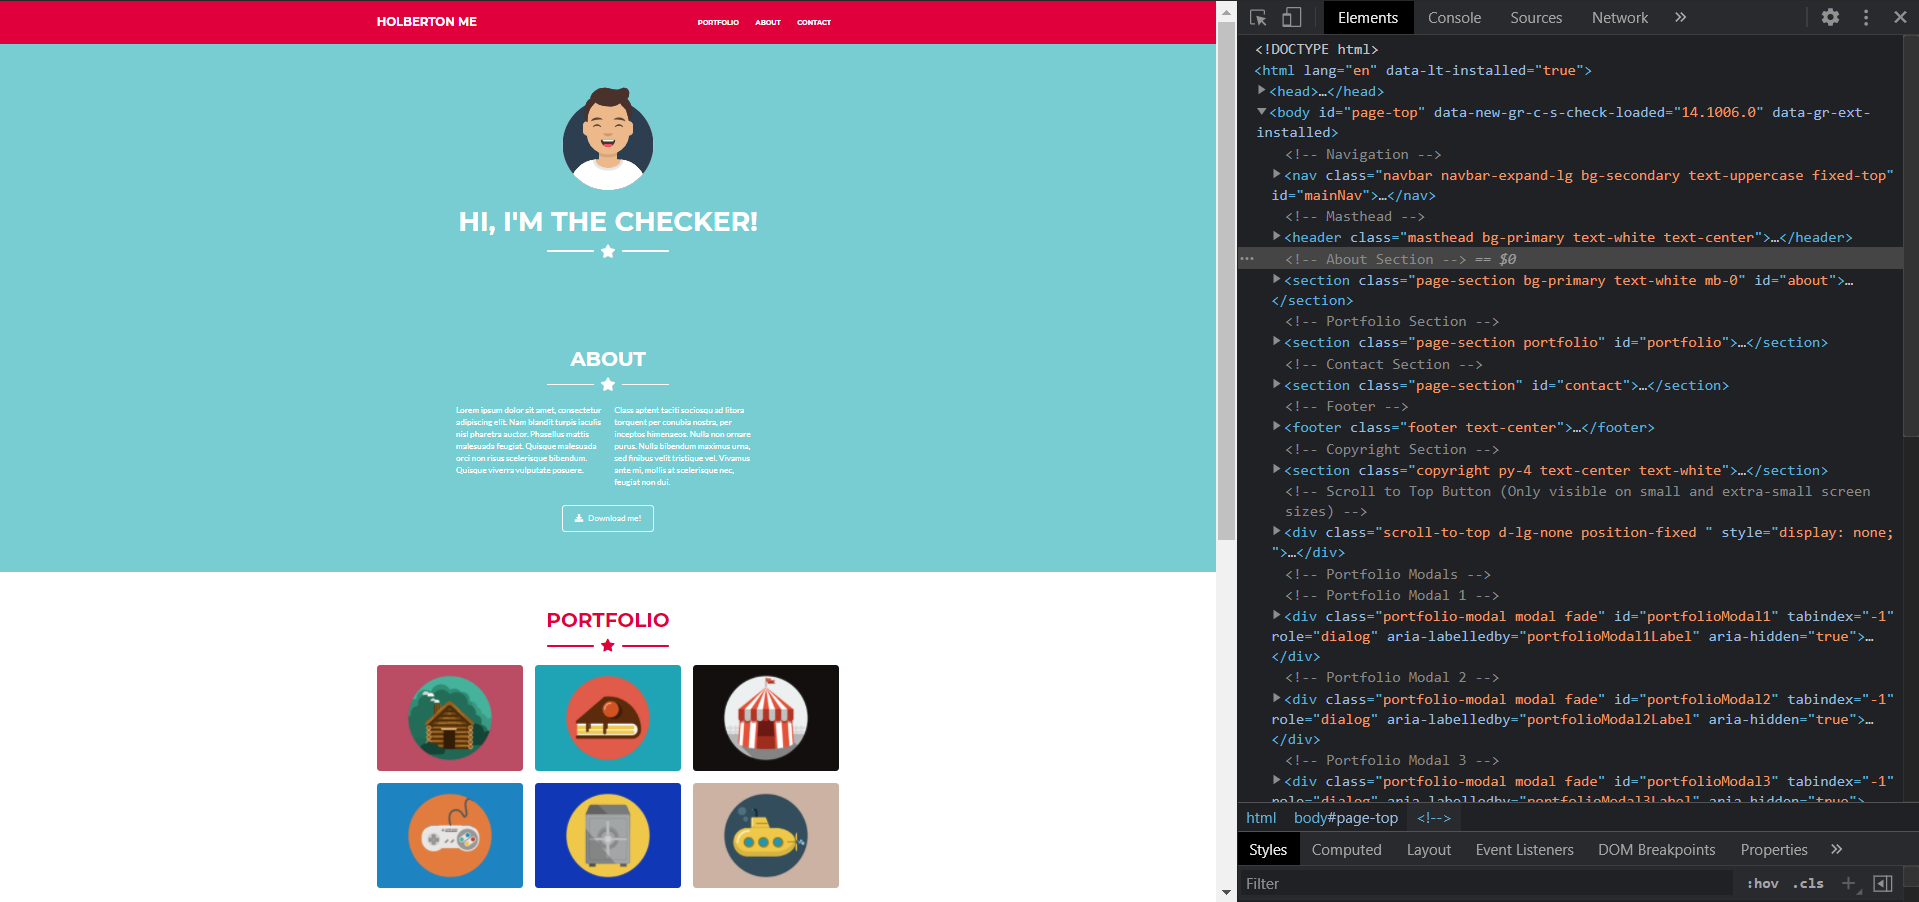 HOLBERTON ME
PORTFOLIO ABOUT CONTACT
HI, I'M THE CHECKER!
ABOUT
Lorem ipsum dolor sit amet, consectetur
adipiscing elit. Nam blandit turpis iaculis
nisl pharetra auctor. Phasellus mattis
malesuada feugiat. Quisque malesuada
orci non risus scelerisque bibendum.
Quisque viverra vulputate posuere.
Class aptent taciti sociosqu ad litora
torquent per conubia nostra, per
inceptos himenaeos. Nulla non ornare
purus. Nulla bibendum maximus urna,
sed finibus velit tristique vel. Vivamus
ante mi, mollis at scelerisque nec,
feugiat non dui.
Download me!
PORTFOLIO
Elements Console Sources Network
<!DOCTYPE html>
<html lang="en" data-lt-installed="true">
<head>…</head>
<body id="page-top" data-new-gr-c-s-check-loaded="14.1006.0" data-gr-ext-
installed>
<!-- Navigation -->
<nav class="navbar navbar-expand-lg bg-secondary text-uppercase fixed-top"
id="mainNav">…</nav>
<!-- Masthead -->
<header class="masthead bg-primary text-white text-center">…</header>
<!-- About Section --> == $0
<section class="page-section bg-primary text-white mb-0" id="about">…
</section>
<!-- Portfolio Section -->
<section class="page-section portfolio" id="portfolio">…</section>
<!-- Contact Section -->
<section class="page-section" id="contact">…</section>
<!-- Footer -->
<footer class="footer text-center">…</footer>
<!-- Copyright Section -->
<section class="copyright py-4 text-center text-white">…</section>
<!-- Scroll to Top Button (Only visible on small and extra-small screen
sizes) -->
<div class="scroll-to-top d-lg-none position-fixed " style="display: none;
">…</div>
<!-- Portfolio Modals -->
<!-- Portfolio Modal 1 -->
<div class="portfolio-modal modal fade" id="portfolioModal1" tabindex="-1"
role="dialog" aria-labelledby="portfolioModal1Label" aria-hidden="true">…
</div>
<!-- Portfolio Modal 2 -->
<div class="portfolio-modal modal fade" id="portfolioModal2" tabindex="-1"
role="dialog" aria-labelledby="portfolioModal2Label" aria-hidden="true">…
</div>
<!-- Portfolio Modal 3 -->
<div class="portfolio-modal modal fade" id="portfolioModal3" tabindex="-1"
role="dialog" aria-labelledby="portfolioModal3Label" aria-hidden="true">…
html body#page-top <!-->
Styles Computed Layout Event Listeners DOM Breakpoints Properties
Filter :hov .cls